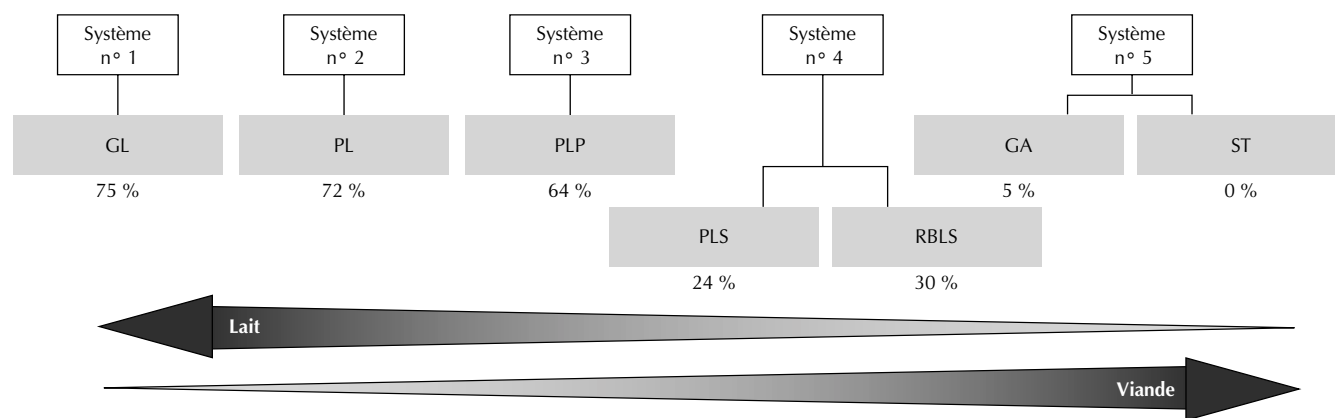 Système
n° 1
Système
n° 2
Système
n° 3
Système
n° 4
Système
n° 5
GL
PL
PLP
GA
ST
75 %
72 %
64 %
5 %
0 %
PLS
RBLS
24 %
30 %
Lait
Viande